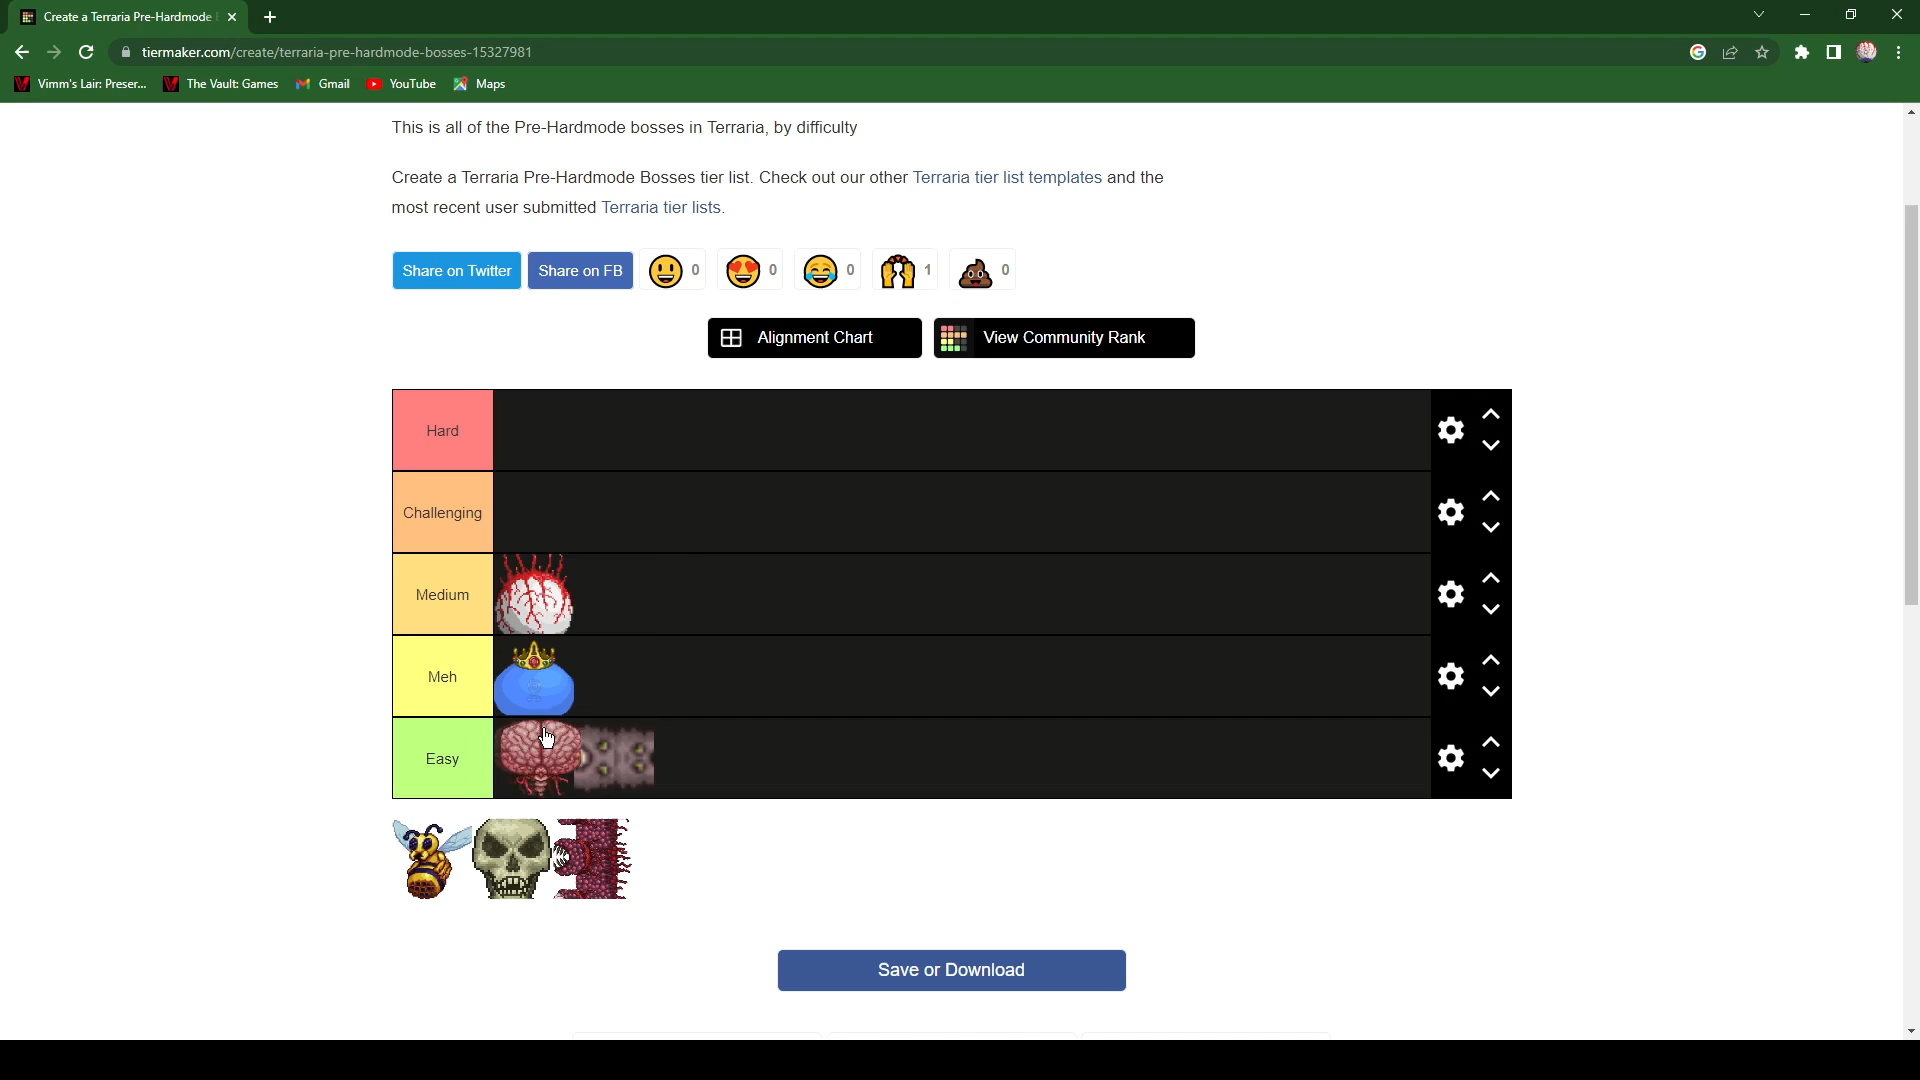 Create a Terraria Pre-Hardmode
tiermaker.com/create/terraria-pre-hardmode-bosses-15327981
Vimm's Lair: Preser... The Vault: Games Gmail YouTube Maps
This is all of the Pre-Hardmode bosses in Terraria, by difficulty
Create a Terraria Pre-Hardmode Bosses tier list. Check out our other Terraria tier list templates and the
most recent user submitted Terraria tier lists.
Share on Twitter Share on FB 0 0 0 1 0
Alignment Chart View Community Rank
Hard
Challenging
Medium
Meh
Easy
Save or Download